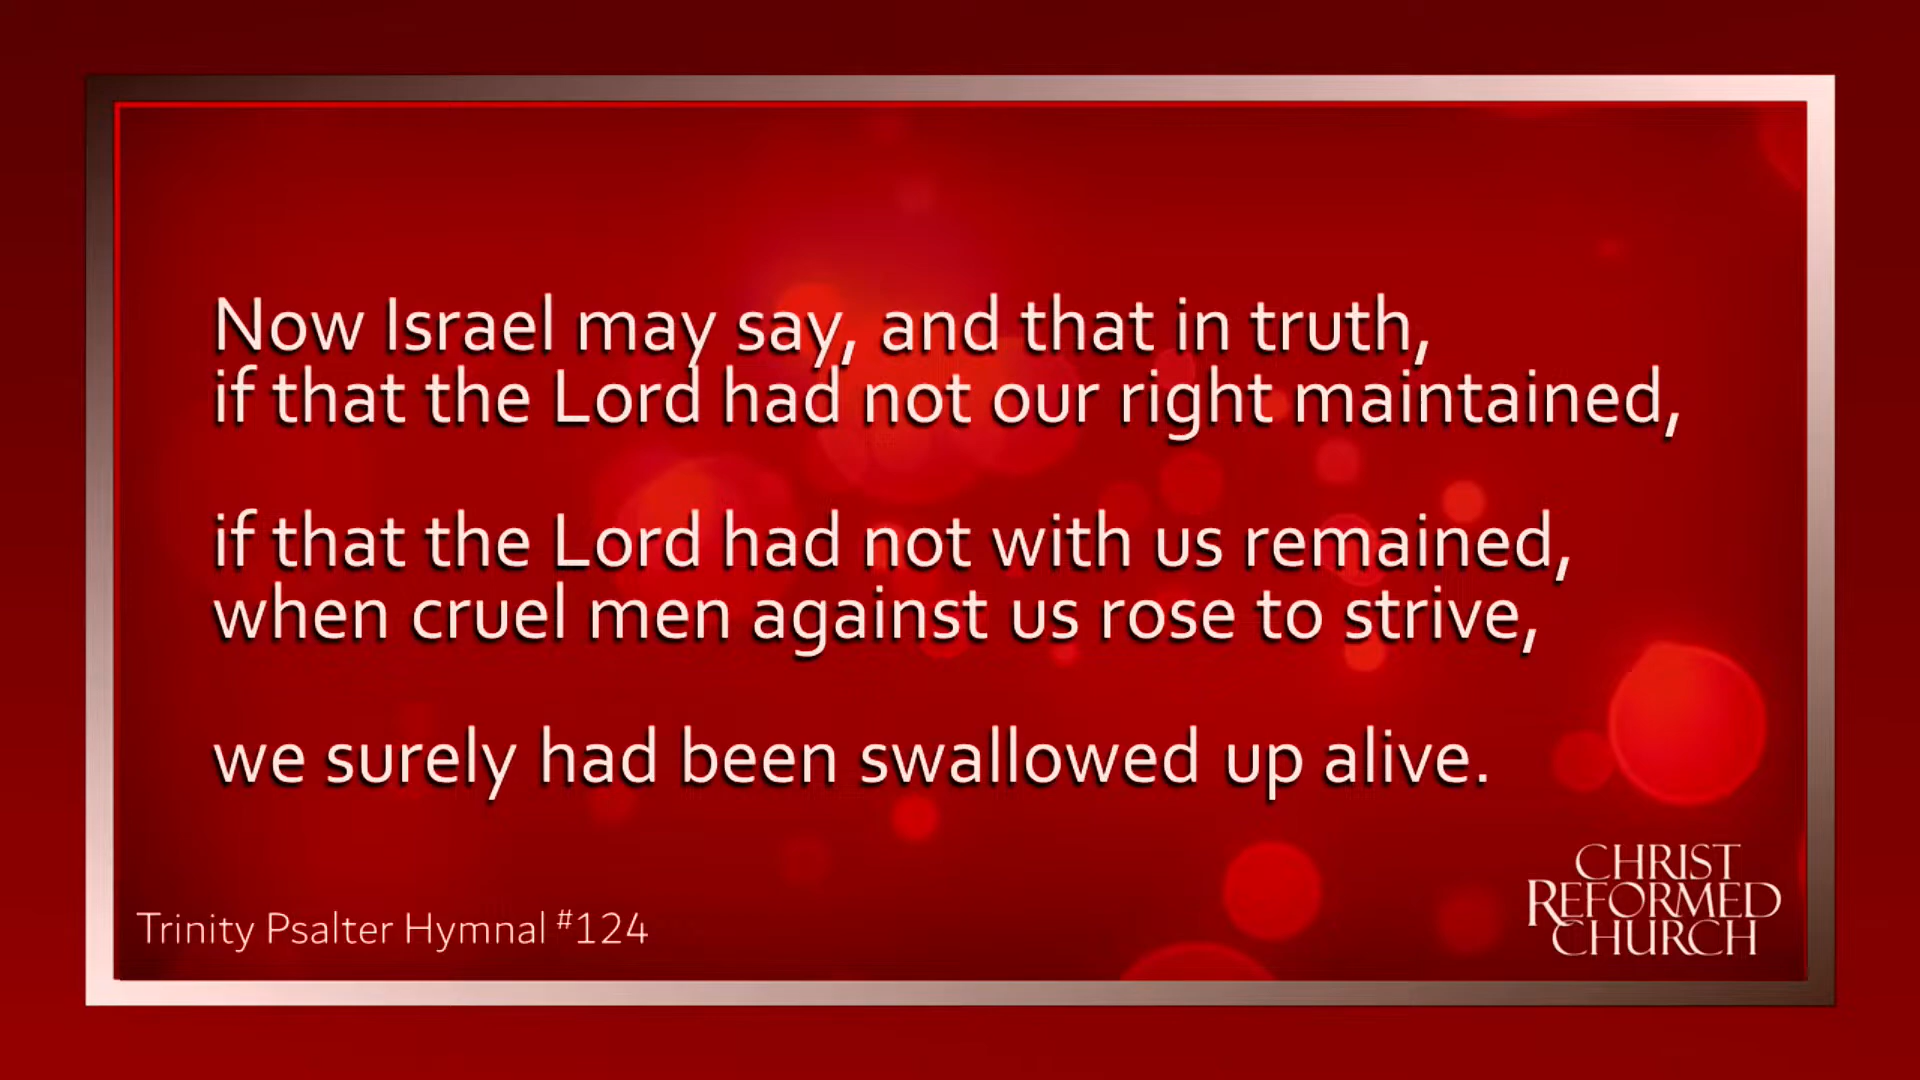 Now Israel may say, and that in truth,
if that the Lord had not our right maintained,
if that the Lord had not with us remained,
when cruel men against us rose to strive,
we surely had been swallowed up alive.
Trinity Psalter Hymnal #124
CHRIST
REFORMED
CHURCH